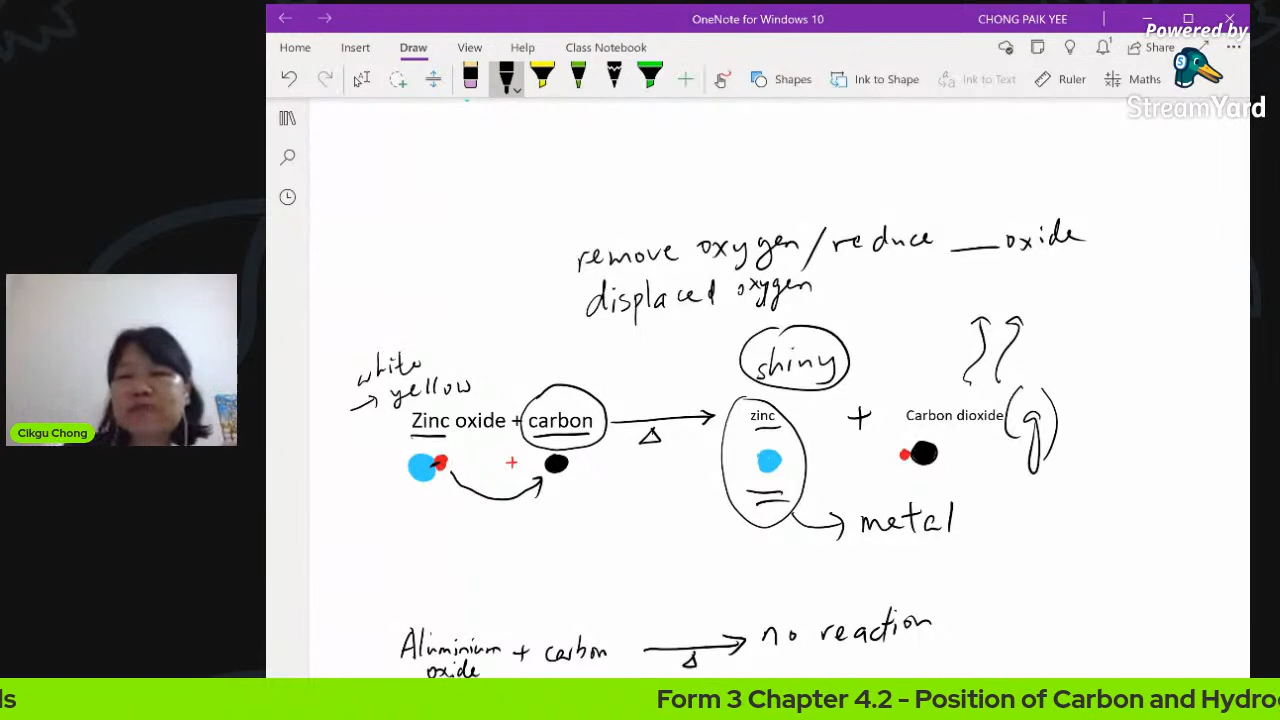 OneNote for Windows 10
CHONG PAIK YEE
Powered by
StreamYard
Home Insert Draw View Help Class Notebook
Share
Shapes Ink to Shape Ink to Text Ruler Maths
remove oxygen/reduce ___oxide
displaced oxygen
white
→ yellow
shiny
Zinc oxide + carbon
Δ
zinc
+
Carbon dioxide (g)
+
metal
Aluminium oxide + carbon
Δ
no reaction
Cikgu Chong
ls
Form 3 Chapter 4.2 - Position of Carbon and Hydro